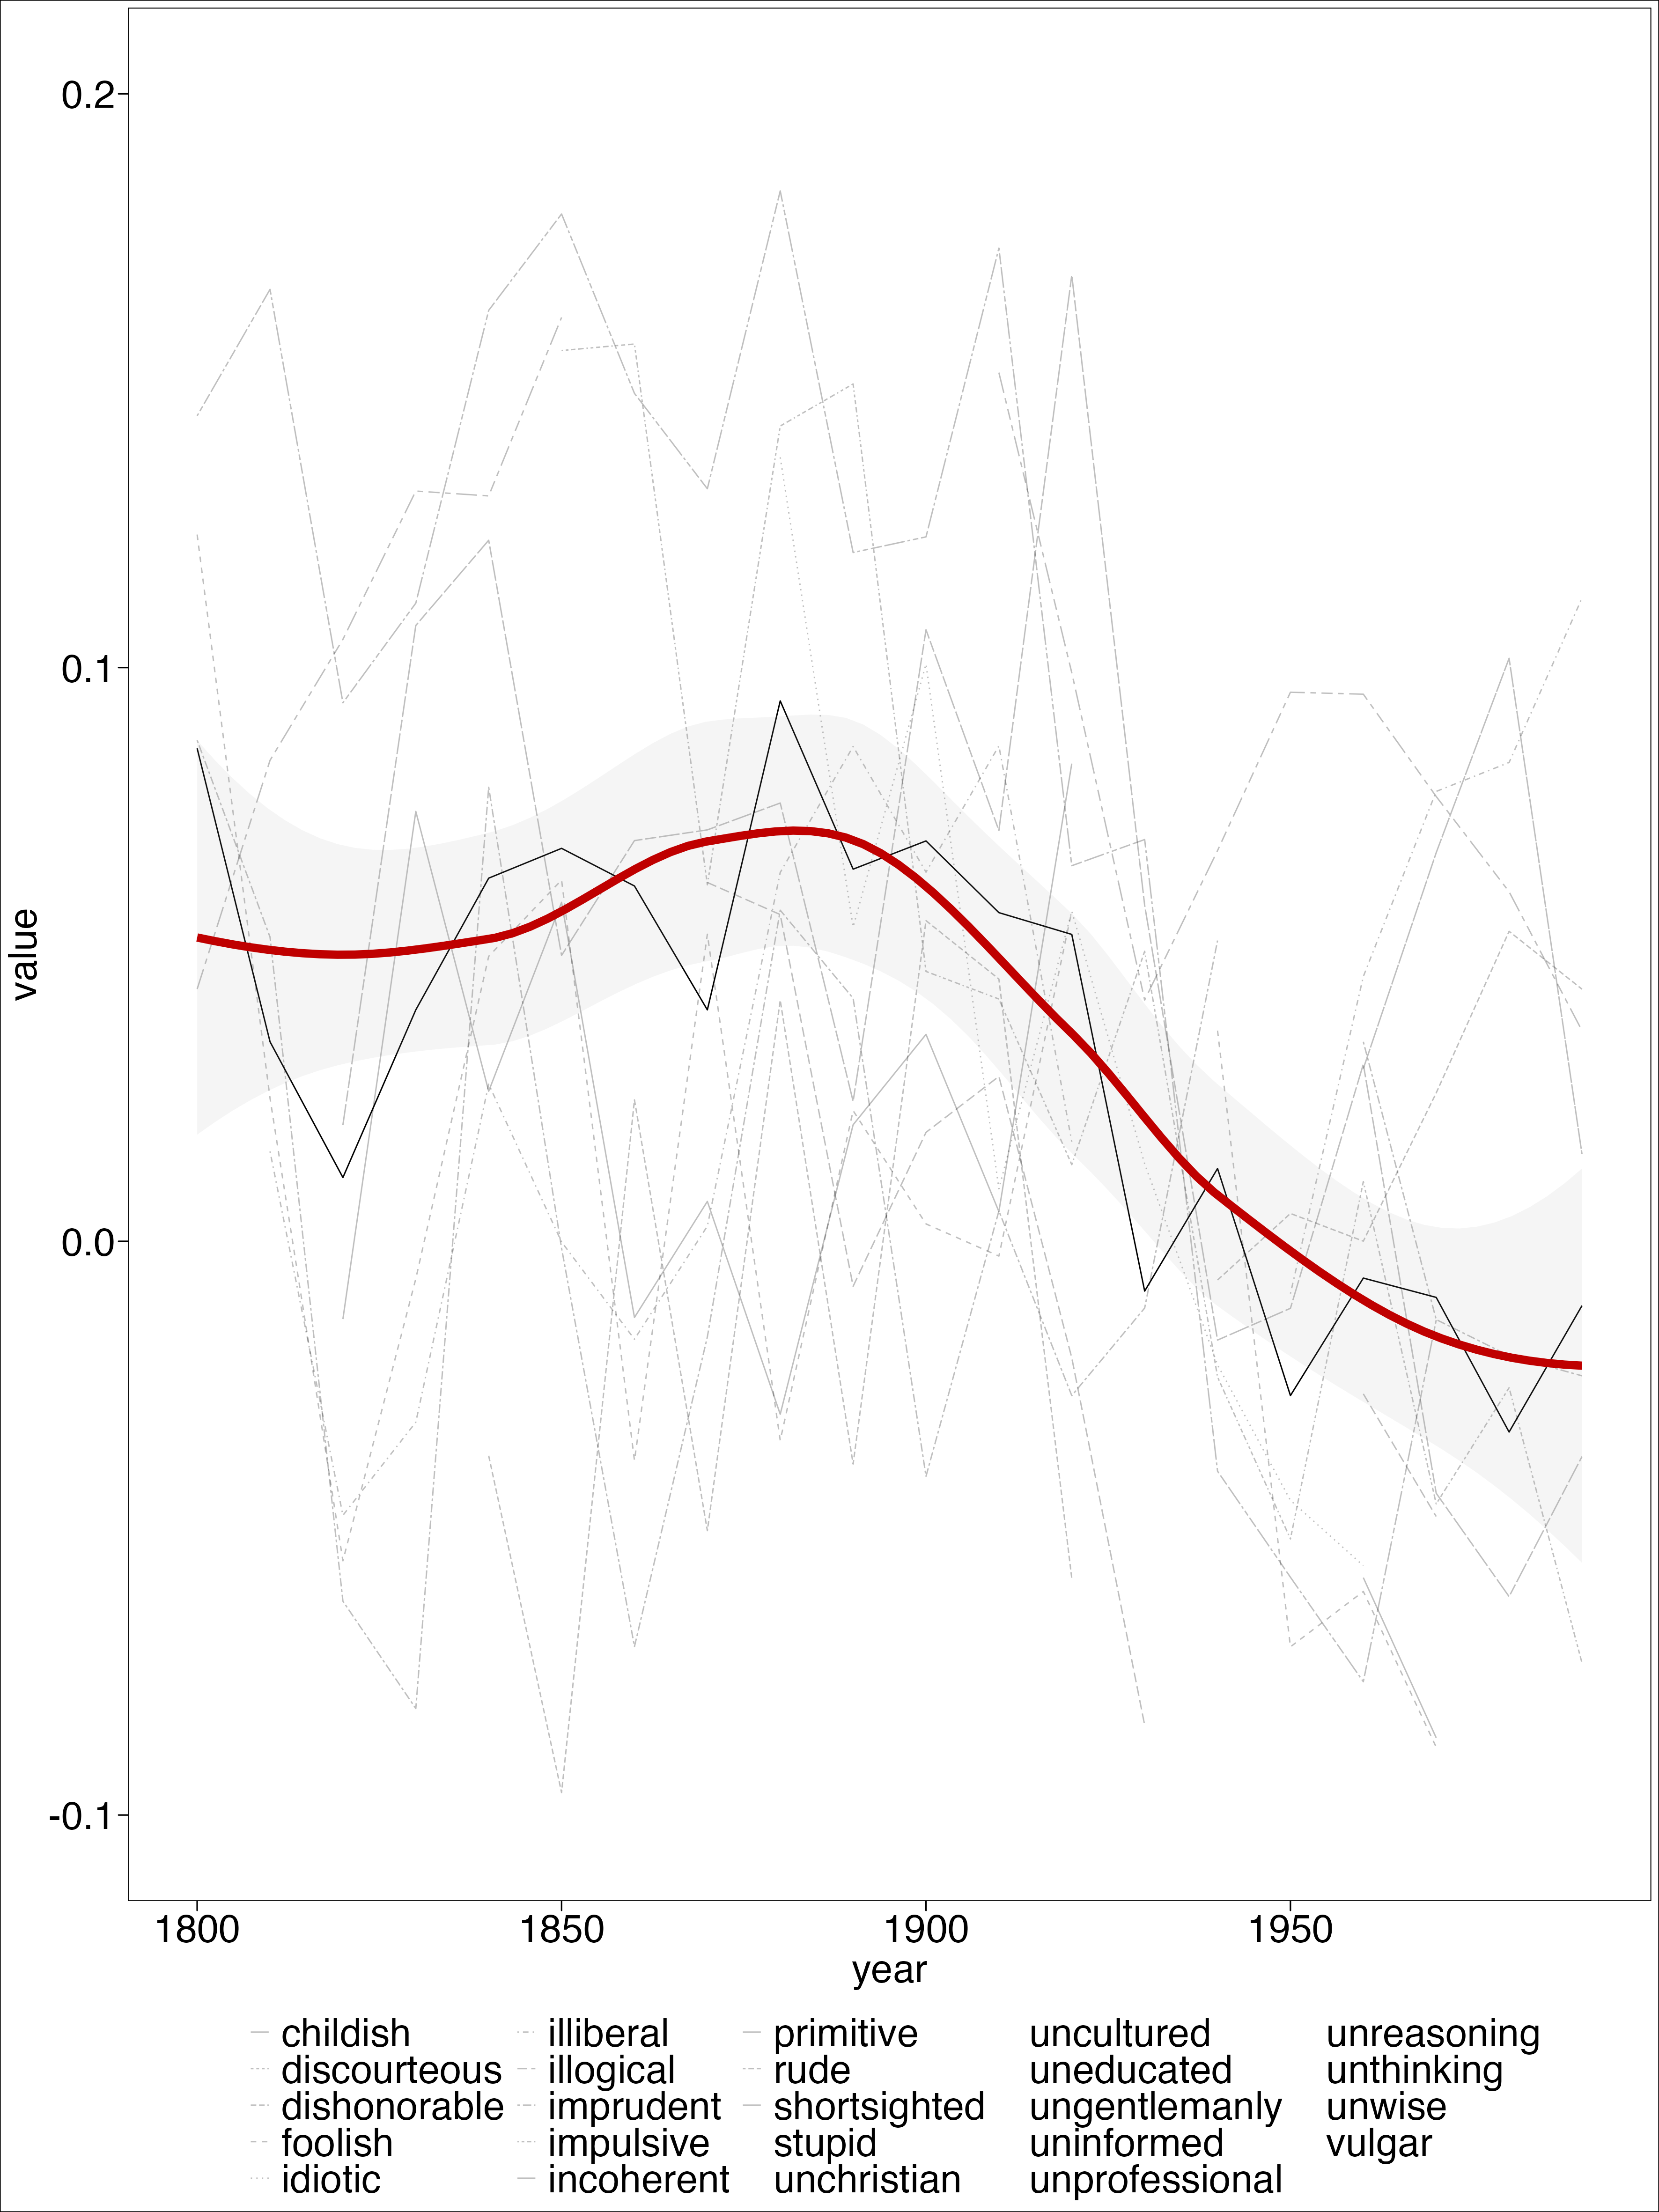 0.2
0.1
value
0.0
-0.1
1800 1850 1900 1950
year
childish illiberal primitive uncultured unreasoning
discourteous illogical rude uneducated unthinking
dishonorable imprudent shortsighted ungentlemanly unwise
foolish impulsive stupid uninformed vulgar
idiotic incoherent unchristian unprofessional